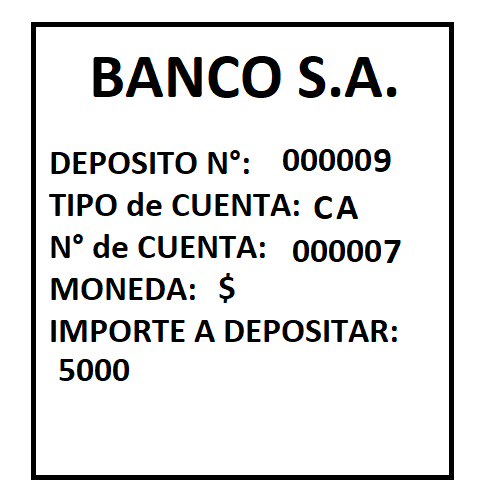 BANCO S.A.
DEPOSITO N°: 000009
TIPO de CUENTA: CA
N° de CUENTA: 000007
MONEDA: $
IMPORTE A DEPOSITAR:
5000